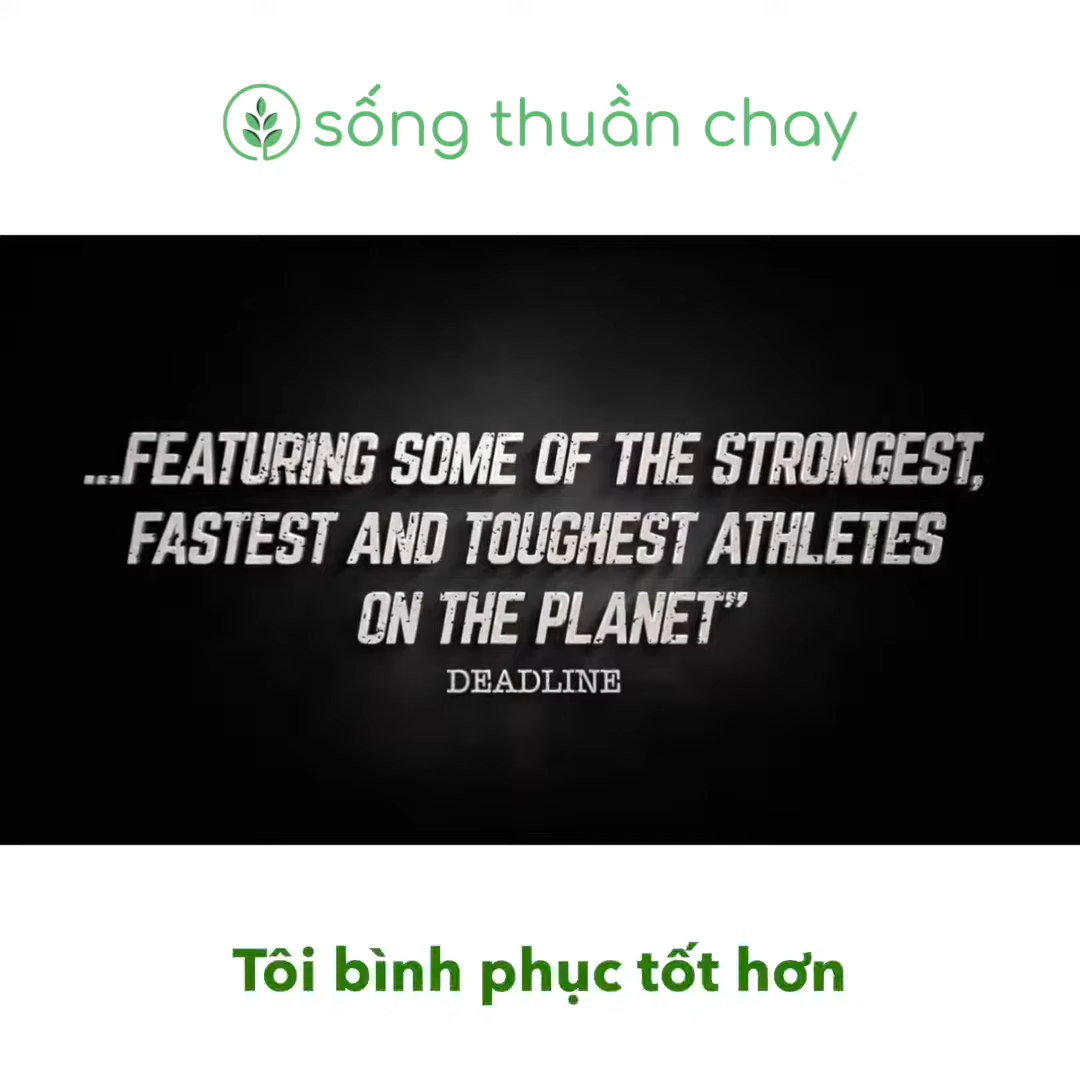 sống thuần chay
...FEATURING SOME OF THE STRONGEST,
FASTEST AND TOUGHEST ATHLETES
ON THE PLANET”
DEADLINE
Tôi bình phục tốt hơn